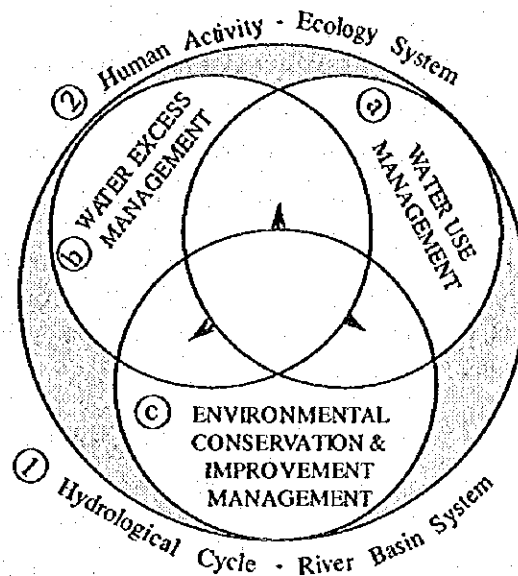 ② Human Activity - Ecology System
ⓐ WATER USE
MANAGEMENT
ⓑ WATER EXCESS
MANAGEMENT
ⓒ ENVIRONMENTAL
CONSERVATION &
IMPROVEMENT
MANAGEMENT
① Hydrological Cycle - River Basin System